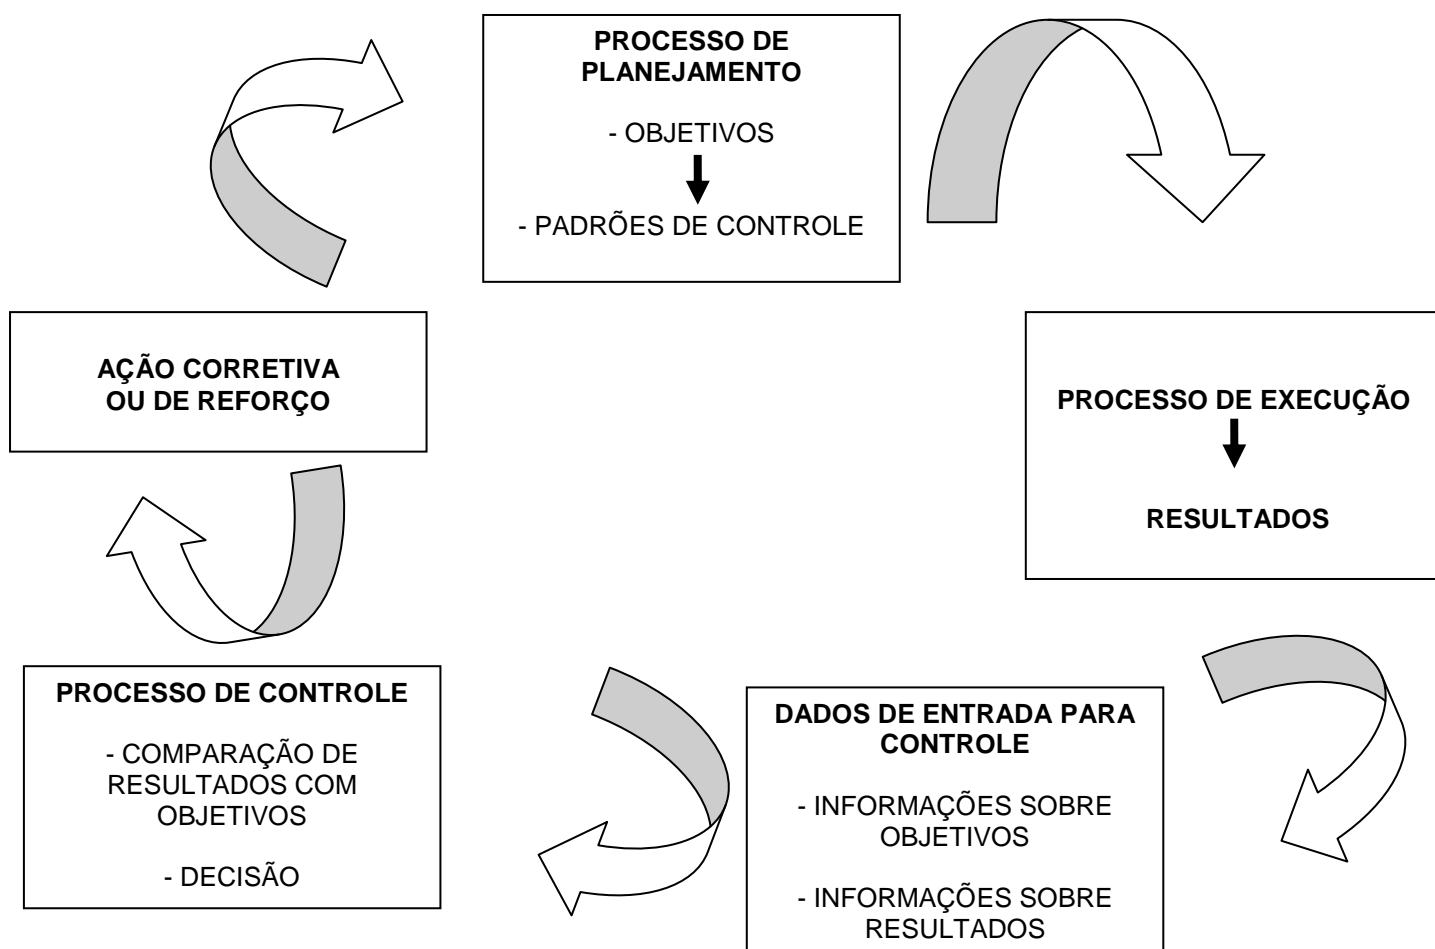 PROCESSO DE
PLANEJAMENTO
- OBJETIVOS
- PADRÕES DE CONTROLE
AÇÃO CORRETIVA
OU DE REFORÇO
PROCESSO DE EXECUÇÃO
RESULTADOS
PROCESSO DE CONTROLE
- COMPARAÇÃO DE
RESULTADOS COM
OBJETIVOS
- DECISÃO
DADOS DE ENTRADA PARA
CONTROLE
- INFORMAÇÕES SOBRE
OBJETIVOS
- INFORMAÇÕES SOBRE
RESULTADOS